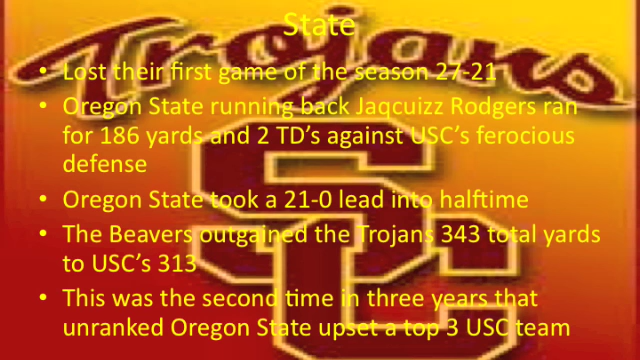 State
Trojans
SC
• Lost their first game of the season 27-21
• Oregon State running back Jaqcuizz Rodgers ran
for 186 yards and 2 TD’s against USC’s ferocious
defense
• Oregon State took a 21-0 lead into halftime
• The Beavers outgained the Trojans 343 total yards
to USC’s 313
• This was the second time in three years that
unranked Oregon State upset a top 3 USC team